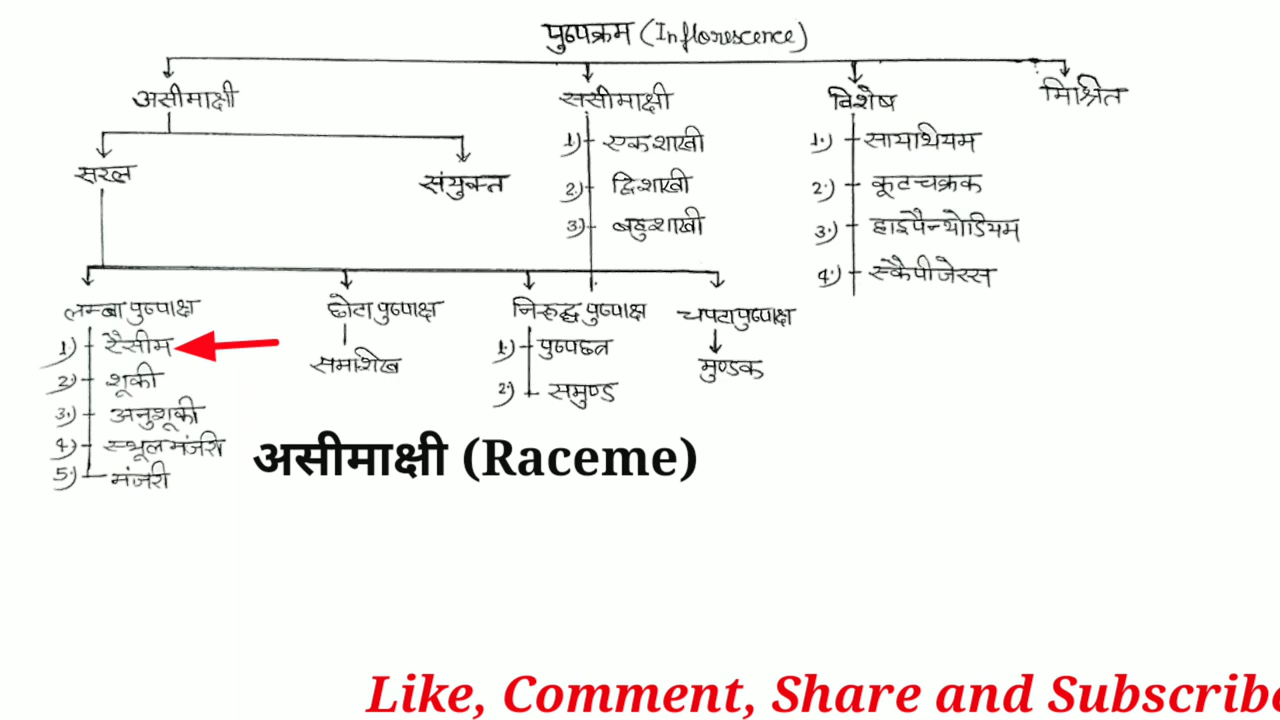 पुष्पक्रम (Inflorescence)
असीमाक्षी
ससीमाक्षी
विशेष
मिश्रित
सरल
संयुक्त
1) एकशाखी
2) द्विशाखी
3) बहुशाखी
1.) सायाथियम
2.) कूटचक्रक
3.) हाइपैन्थोडियम
4.) स्कैपीजेरस
लम्बा पुष्पाक्ष
1) रैसीम
2) शूकी
3.) अनुशूकी
4) स्थूलमंजरी
5) मंजरी
छोटा पुष्पाक्ष
समशिख
निरुद्ध पुष्पाक्ष
1.) पुष्पछत्र
2) समुण्ड
चपटा पुष्पाक्ष
मुण्डक
असीमाक्षी (Raceme)
Like, Comment, Share and Subscribe